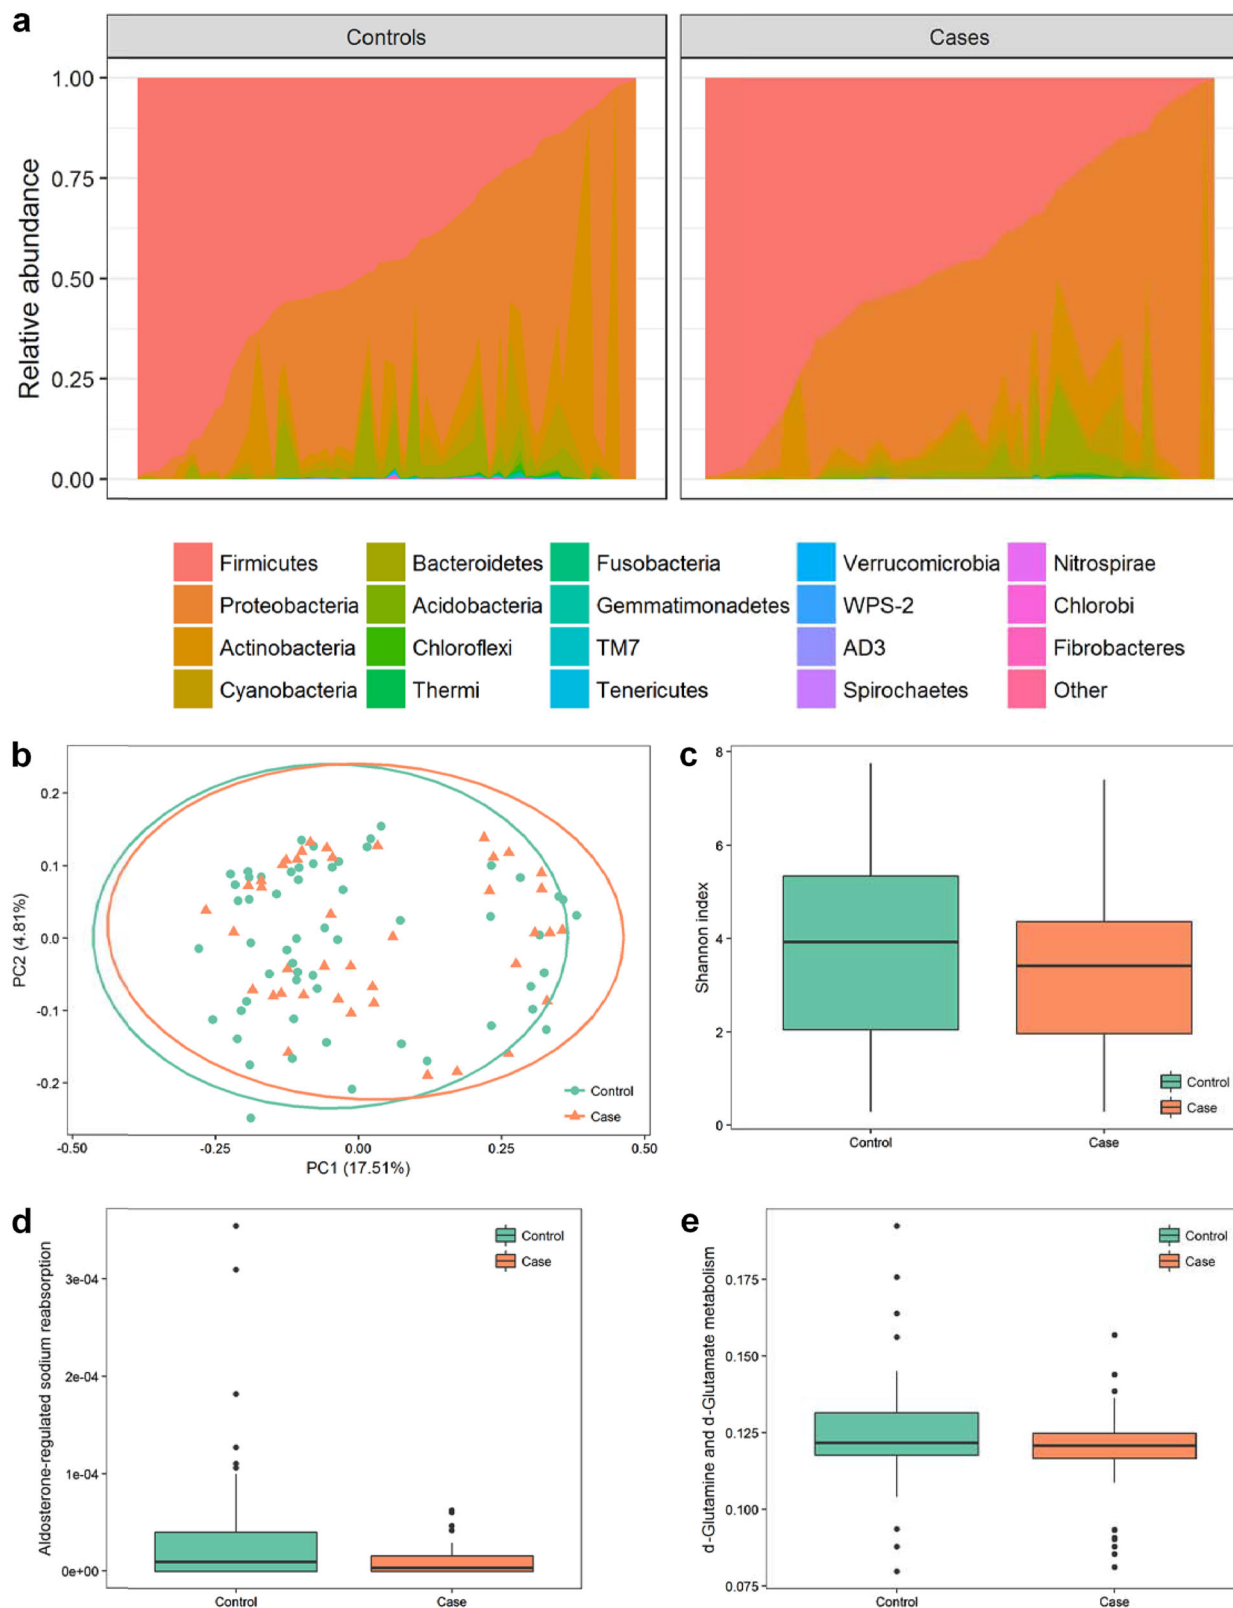 a
Controls
Cases
Relative abundance
1.00
0.75
0.50
0.25
0.00
Firmicutes
Bacteroidetes
Fusobacteria
Verrucomicrobia
Nitrospirae
Proteobacteria
Acidobacteria
Gemmatimonadetes
WPS-2
Chlorobi
Actinobacteria
Chloroflexi
TM7
AD3
Fibrobacteres
Cyanobacteria
Thermi
Tenericutes
Spirochaetes
Other
b
PC2 (4.81%)
0.2
0.1
0.0
-0.1
-0.2
Control
Case
-0.50
-0.25
0.00
0.25
0.50
PC1 (17.51%)
c
Shannon index
8
6
4
2
0
Control
Case
Control
Case
d
Aldosterone-regulated sodium reabsorption
3e-04
2e-04
1e-04
0e+00
Control
Case
Control
Case
e
d-Glutamine and d-Glutamate metabolism
0.175
0.150
0.125
0.100
0.075
Control
Case
Control
Case